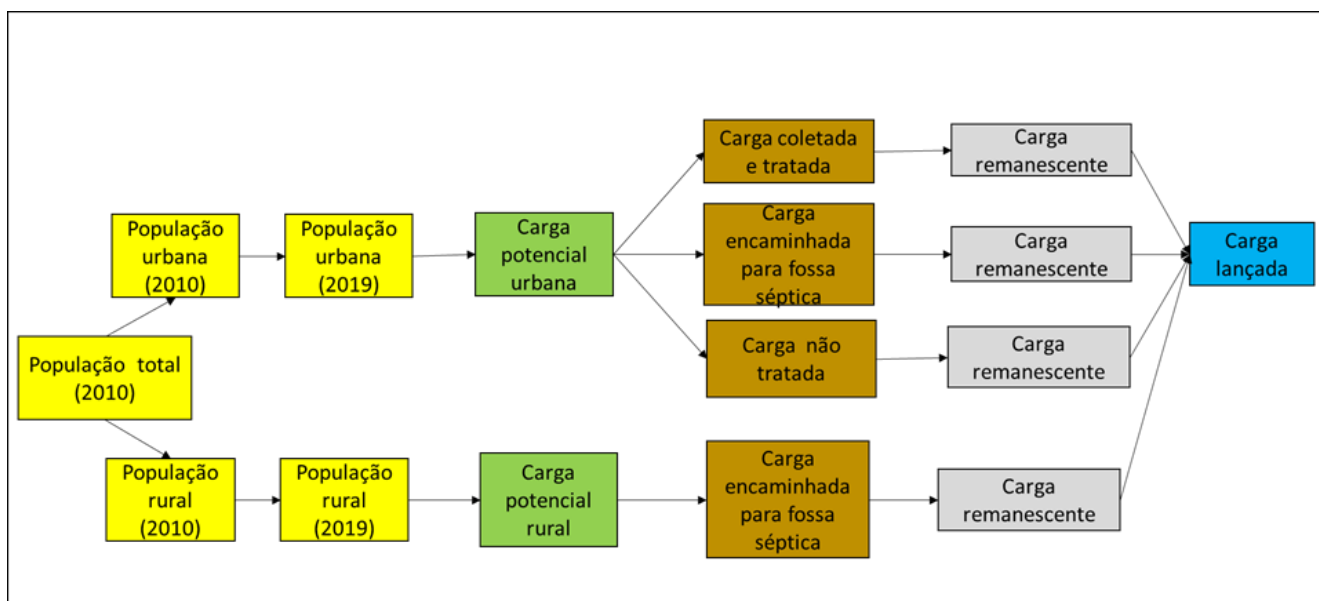 População total
(2010)
População
urbana
(2010)
População
urbana
(2019)
Carga
potencial
urbana
Carga coletada
e tratada
Carga
remanescente
Carga
encaminhada
para fossa
séptica
Carga
remanescente
Carga não
tratada
Carga
remanescente
Carga
lançada
População
rural
(2010)
População
rural
(2019)
Carga
potencial
rural
Carga
encaminhada
para fossa
séptica
Carga
remanescente